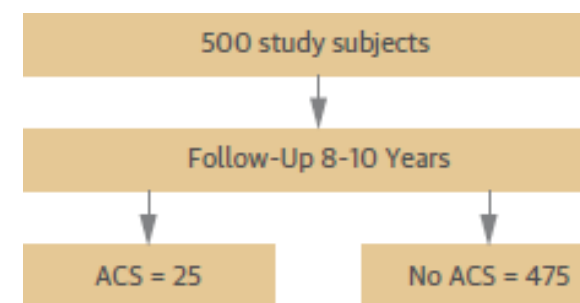 500 study subjects
Follow-Up 8-10 Years
ACS = 25
No ACS = 475